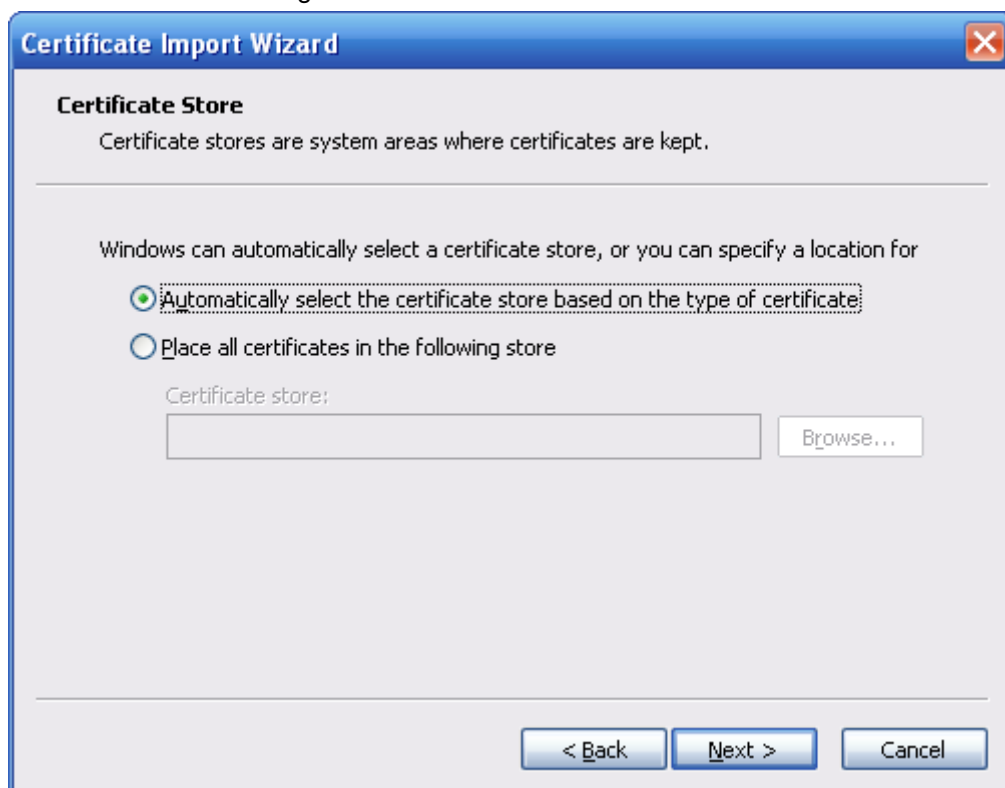 Certificate Import Wizard
Certificate Store
Certificate stores are system areas where certificates are kept.
Windows can automatically select a certificate store, or you can specify a location for
Automatically select the certificate store based on the type of certificate
Place all certificates in the following store
Certificate store:
Browse...
< Back Next > Cancel